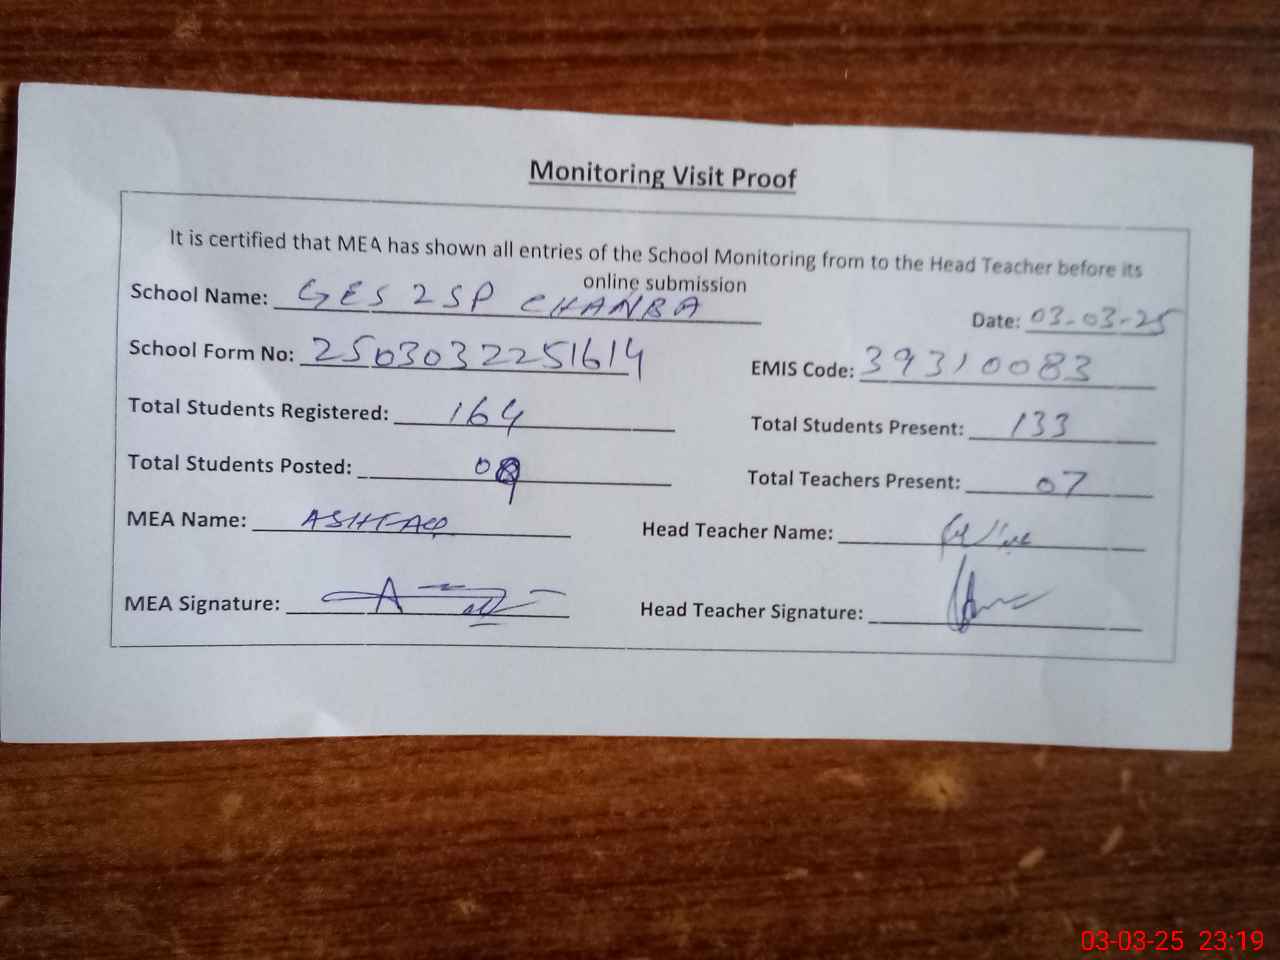 Monitoring Visit Proof
It is certified that MEA has shown all entries of the School Monitoring from to the Head Teacher before its
online submission
School Name: GES 2SP CHANBA
Date: 03-03-25
School Form No: 2503032251614
EMIS Code: 39310083
Total Students Registered: 164
Total Students Present: 133
Total Students Posted: 09
Total Teachers Present: 07
MEA Name: ASHFAQ
Head Teacher Name:
MEA Signature:
Head Teacher Signature:
03-03-25 23:19